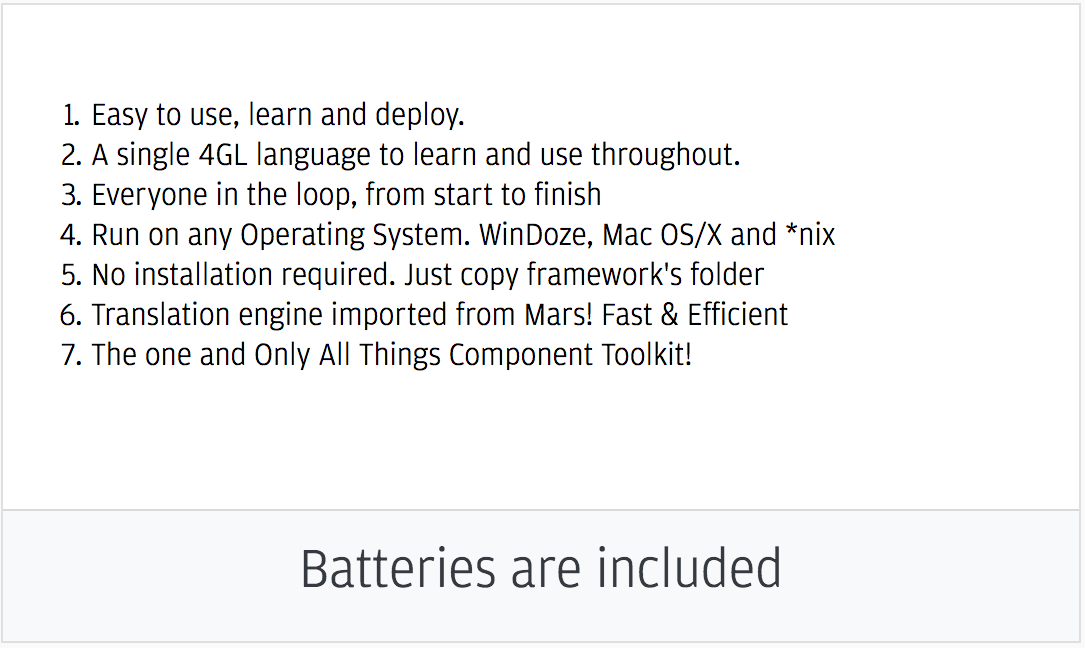 1. Easy to use, learn and deploy.
2. A single 4GL language to learn and use throughout.
3. Everyone in the loop, from start to finish
4. Run on any Operating System. WinDoze, Mac OS/X and *nix
5. No installation required. Just copy framework's folder
6. Translation engine imported from Mars! Fast & Efficient
7. The one and Only All Things Component Toolkit!
Batteries are included